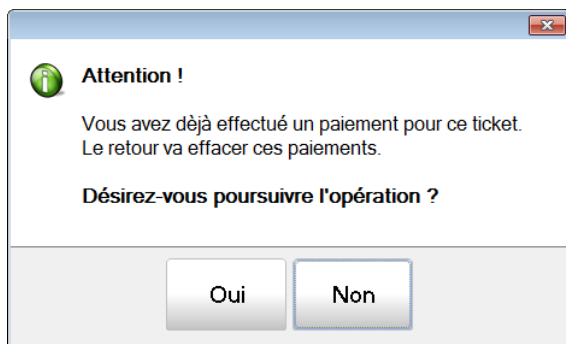 Attention !
Vous avez dèjà effectué un paiement pour ce ticket.
Le retour va effacer ces paiements.
Désirez-vous poursuivre l'opération ?
Oui
Non